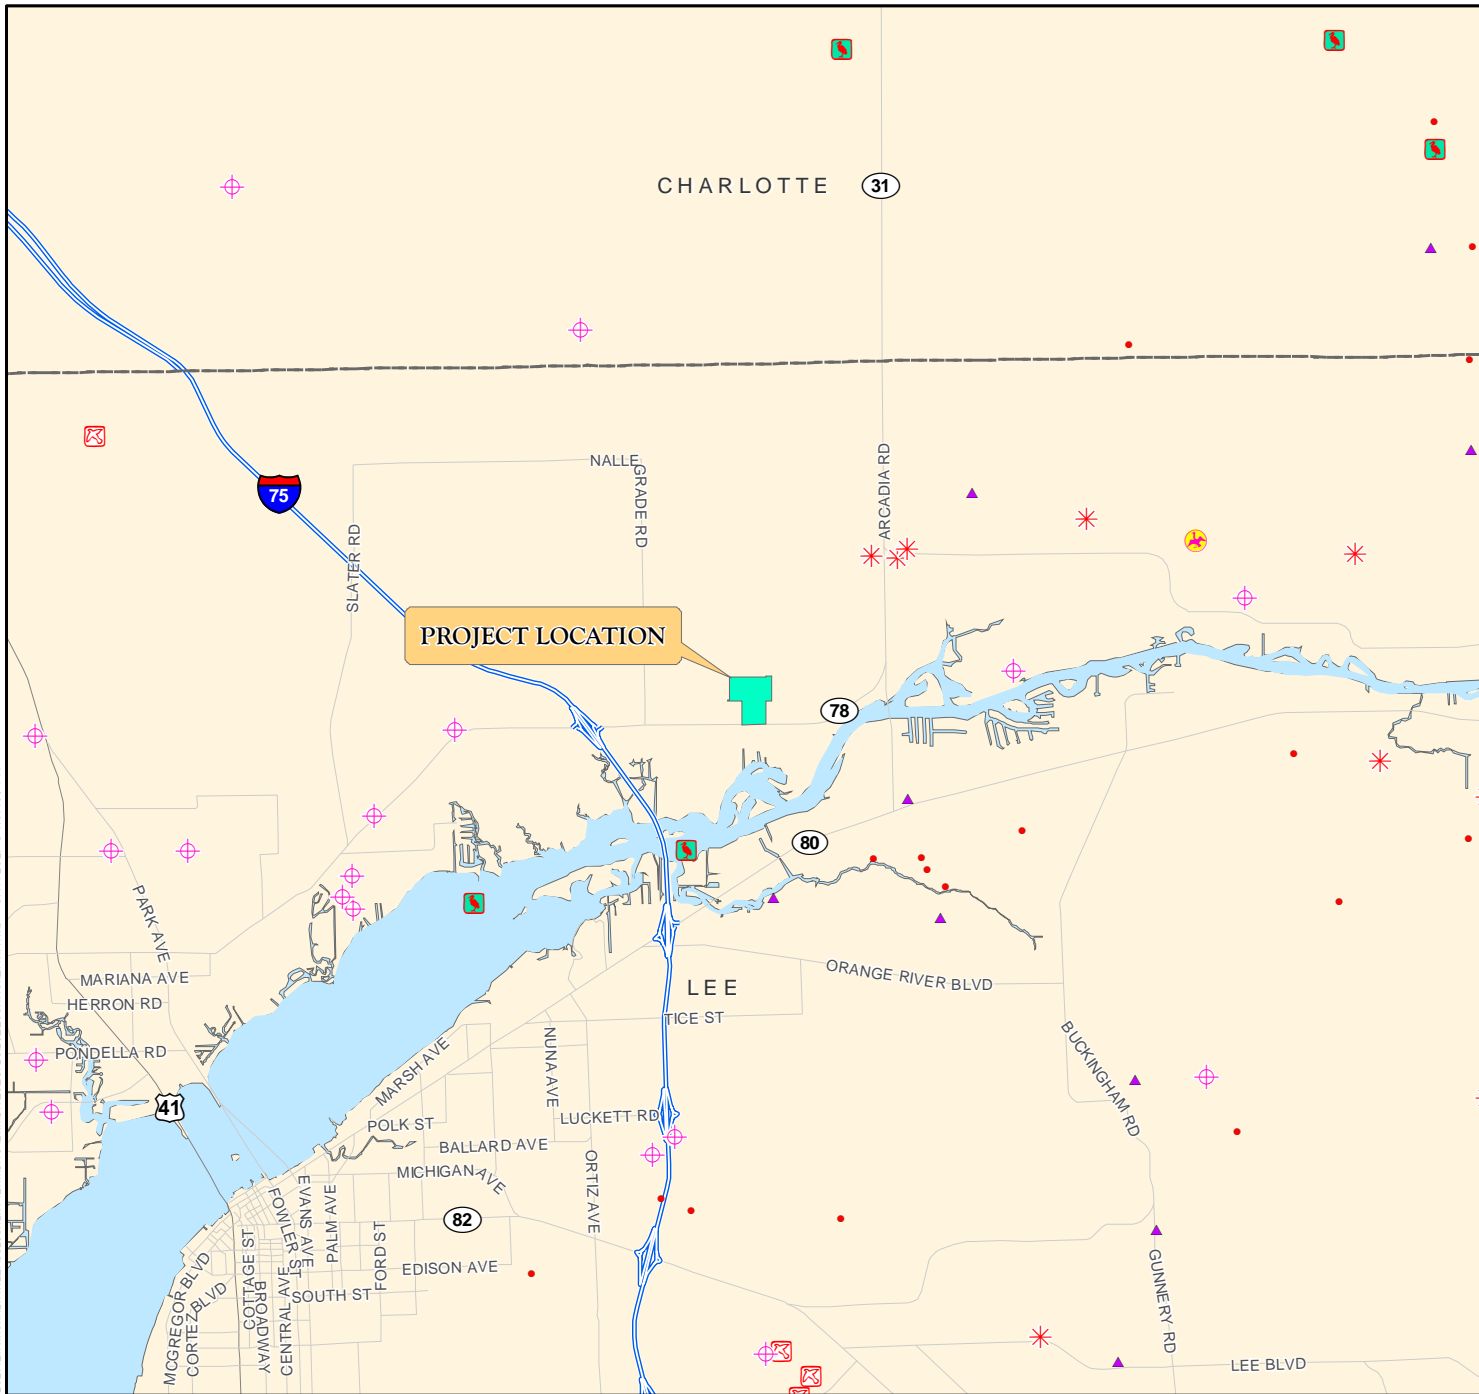 CHARLOTTE
31
NALLE
GRADE RD
ARCADIA RD
75
SLATER RD
PROJECT LOCATION
78
80
PARK AVE
MARIANA AVE
HERRON RD
PONDELLA RD
41
ORANGE RIVER BLVD
LEE
TICE ST
NUNA AVE
MARSH AVE
BUCKINGHAM RD
LUCKETT RD
POLK ST
BALLARD AVE
MICHIGAN AVE
ORTIZ AVE
EVANS AVE
PALM AVE
FOWLER ST
FORD ST
82
EDISON AVE
SOUTH ST
COTTAGE ST
BROADWAY
CENTRAL AVE
MCGREGOR BLVD
CORTEZ BLVD
GUNNERY RD
LEE BLVD